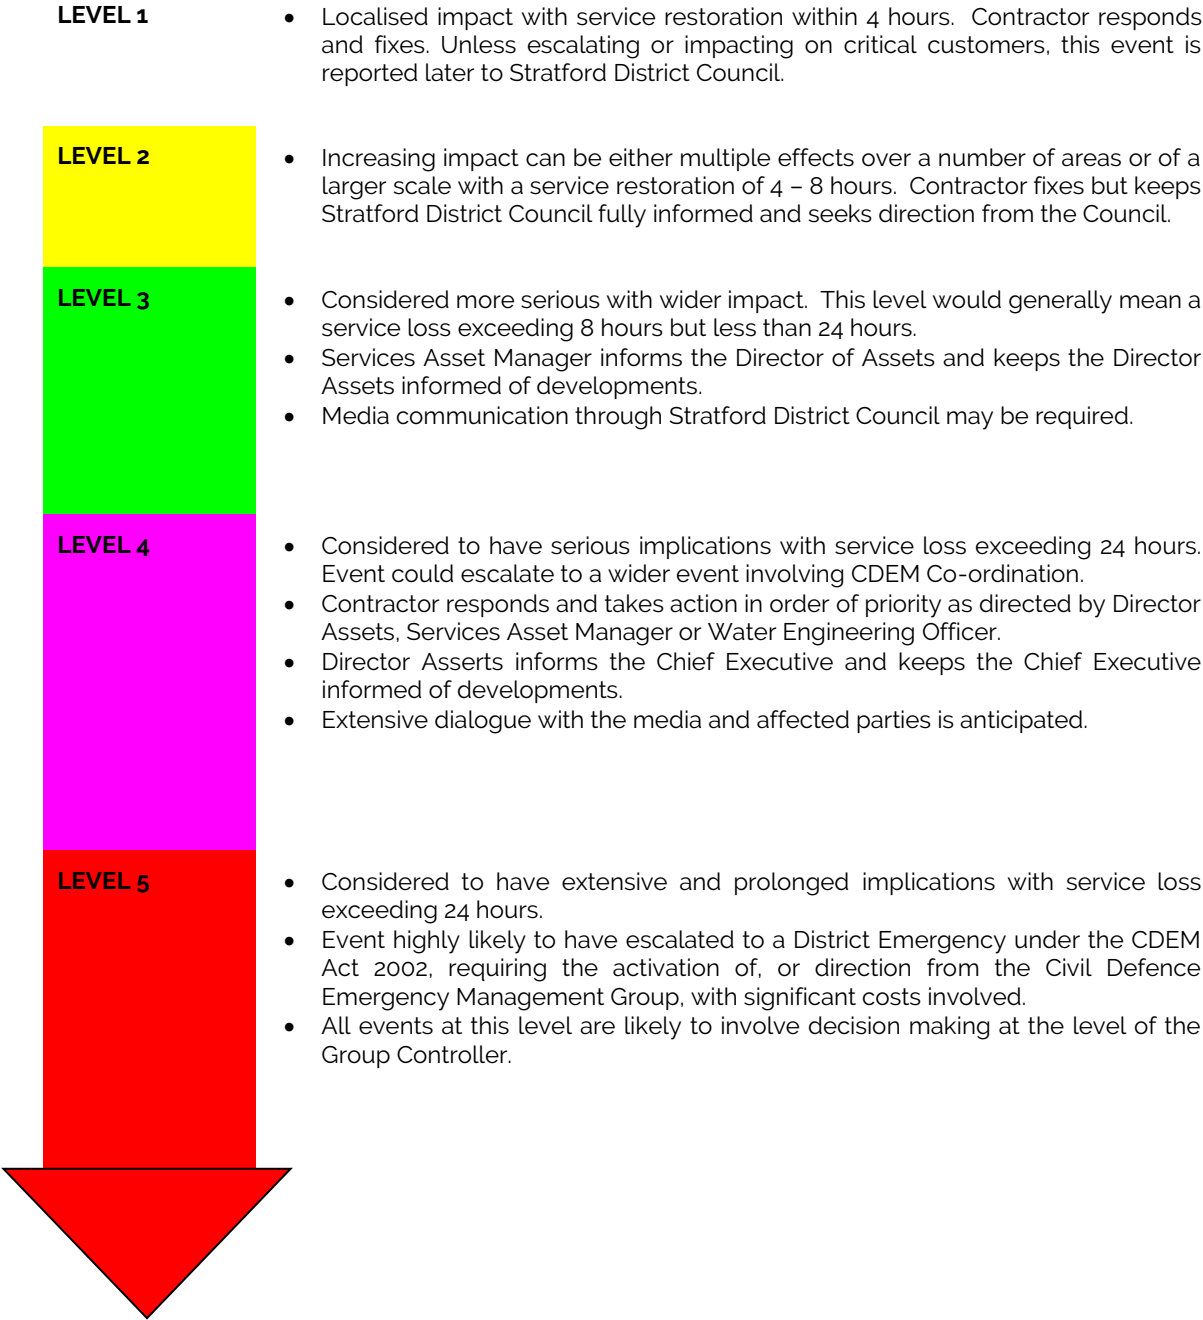 LEVEL 1
• Localised impact with service restoration within 4 hours. Contractor responds
and fixes. Unless escalating or impacting on critical customers, this event is
reported later to Stratford District Council.
LEVEL 2
• Increasing impact can be either multiple effects over a number of areas or of a
larger scale with a service restoration of 4 – 8 hours. Contractor fixes but keeps
Stratford District Council fully informed and seeks direction from the Council.
LEVEL 3
• Considered more serious with wider impact. This level would generally mean a
service loss exceeding 8 hours but less than 24 hours.
• Services Asset Manager informs the Director of Assets and keeps the Director
Assets informed of developments.
• Media communication through Stratford District Council may be required.
LEVEL 4
• Considered to have serious implications with service loss exceeding 24 hours.
Event could escalate to a wider event involving CDEM Co-ordination.
• Contractor responds and takes action in order of priority as directed by Director
Assets, Services Asset Manager or Water Engineering Officer.
• Director Asserts informs the Chief Executive and keeps the Chief Executive
informed of developments.
• Extensive dialogue with the media and affected parties is anticipated.
LEVEL 5
• Considered to have extensive and prolonged implications with service loss
exceeding 24 hours.
• Event highly likely to have escalated to a District Emergency under the CDEM
Act 2002, requiring the activation of, or direction from the Civil Defence
Emergency Management Group, with significant costs involved.
• All events at this level are likely to involve decision making at the level of the
Group Controller.